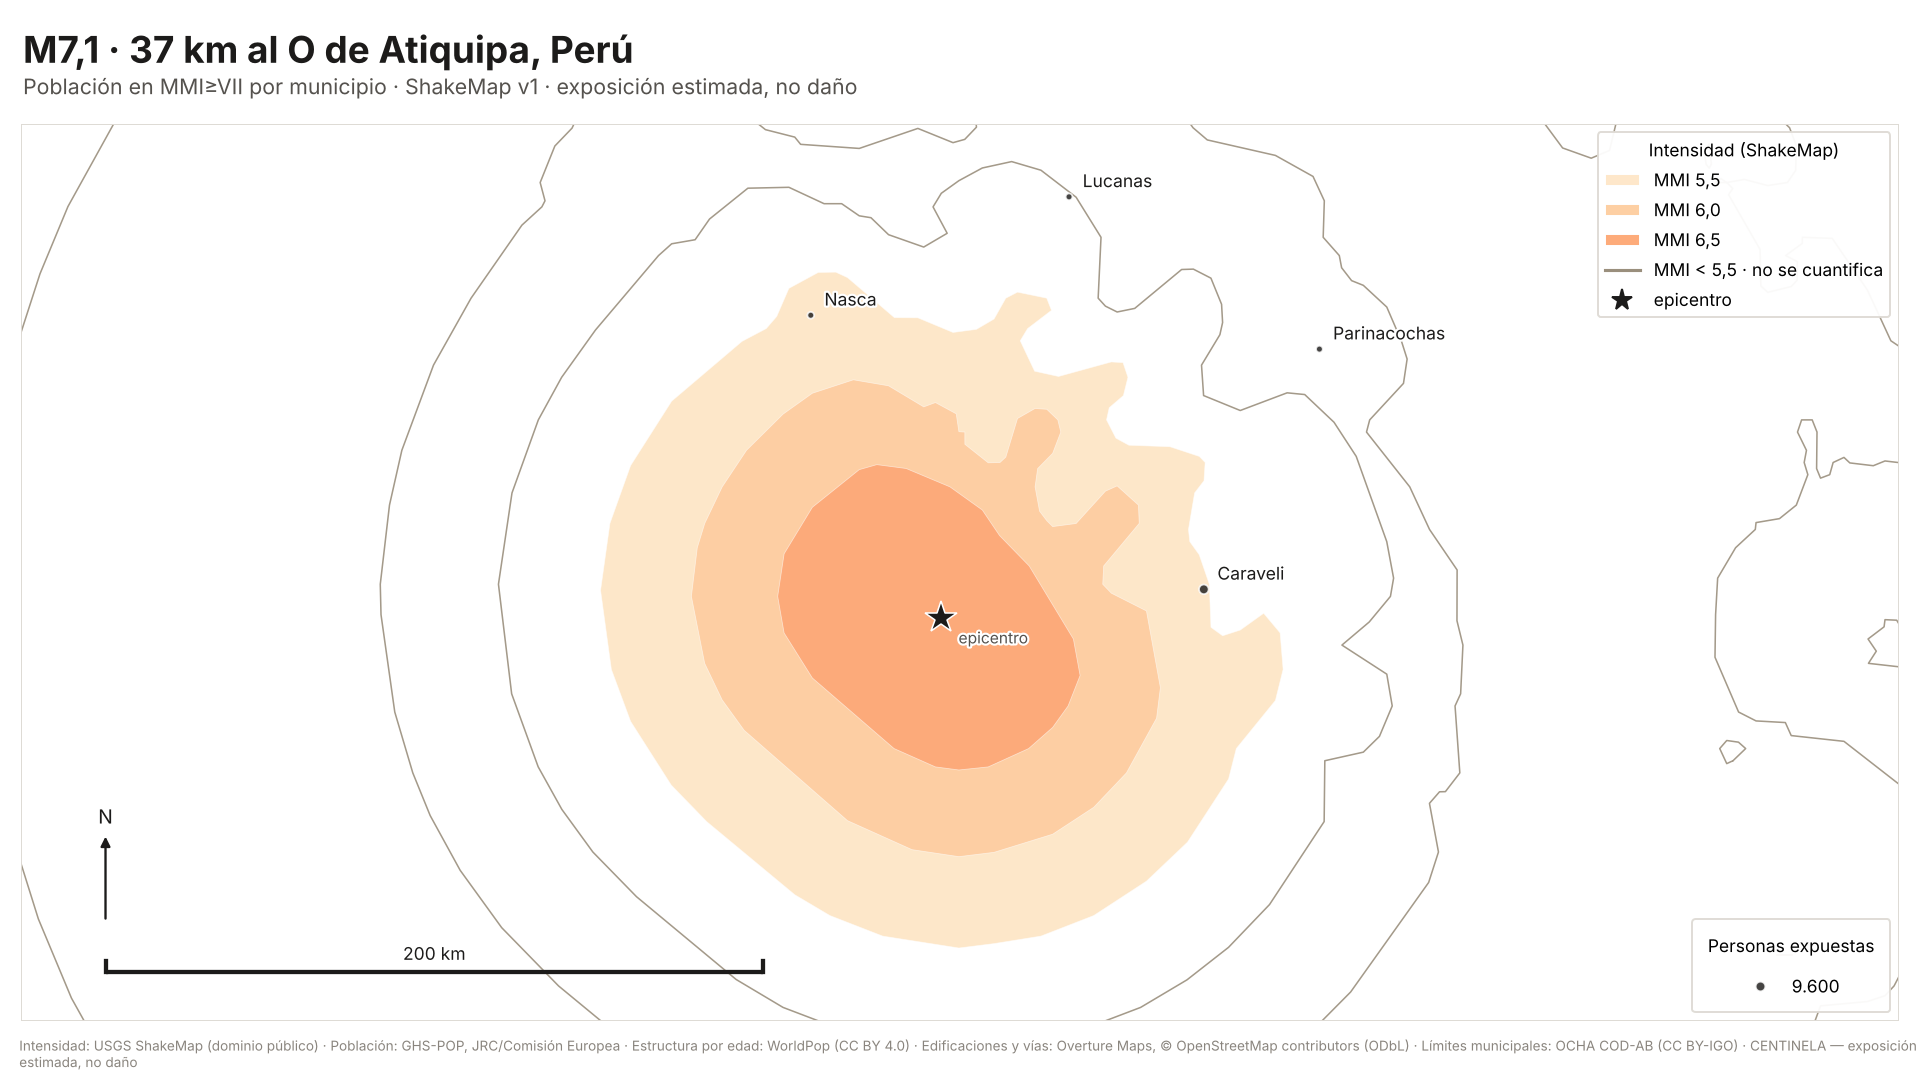 M7,1 · 37 km al O de Atiquipa, Perú
Población en MMI≥VII por municipio · ShakeMap v1 · exposición estimada, no daño
Intensidad (ShakeMap)
MMI 5,5
MMI 6,0
MMI 6,5
MMI < 5,5 · no se cuantifica
epicentro
Lucanas
Nasca
Parinacochas
Caraveli
epicentro
N
200 km
Personas expuestas
9.600
Intensidad: USGS ShakeMap (dominio público) · Población: GHS-POP, JRC/Comisión Europea · Estructura por edad: WorldPop (CC BY 4.0) · Edificaciones y vías: Overture Maps, © OpenStreetMap contributors (ODbL) · Límites municipales: OCHA COD-AB (CC BY-IGO) · CENTINELA — exposición
estimada, no daño